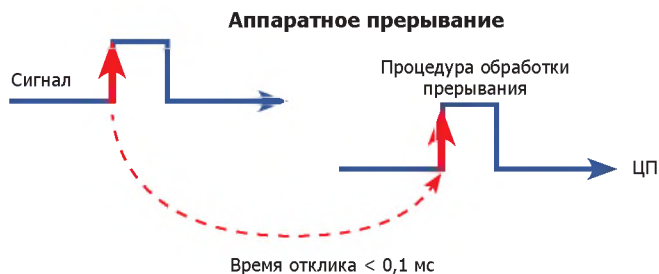 Аппаратное прерывание
Сигнал
Процедура обработки
прерывания
ЦП
Время отклика < 0,1 мс